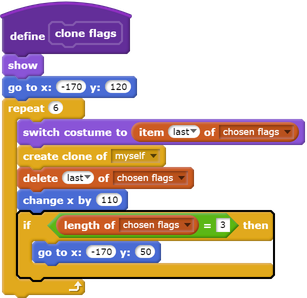 define clone flags
show
go to x: -170 y: 120
repeat 6
switch costume to item last of chosen flags
create clone of myself
delete last of chosen flags
change x by 110
if length of chosen flags = 3 then
go to x: -170 y: 50